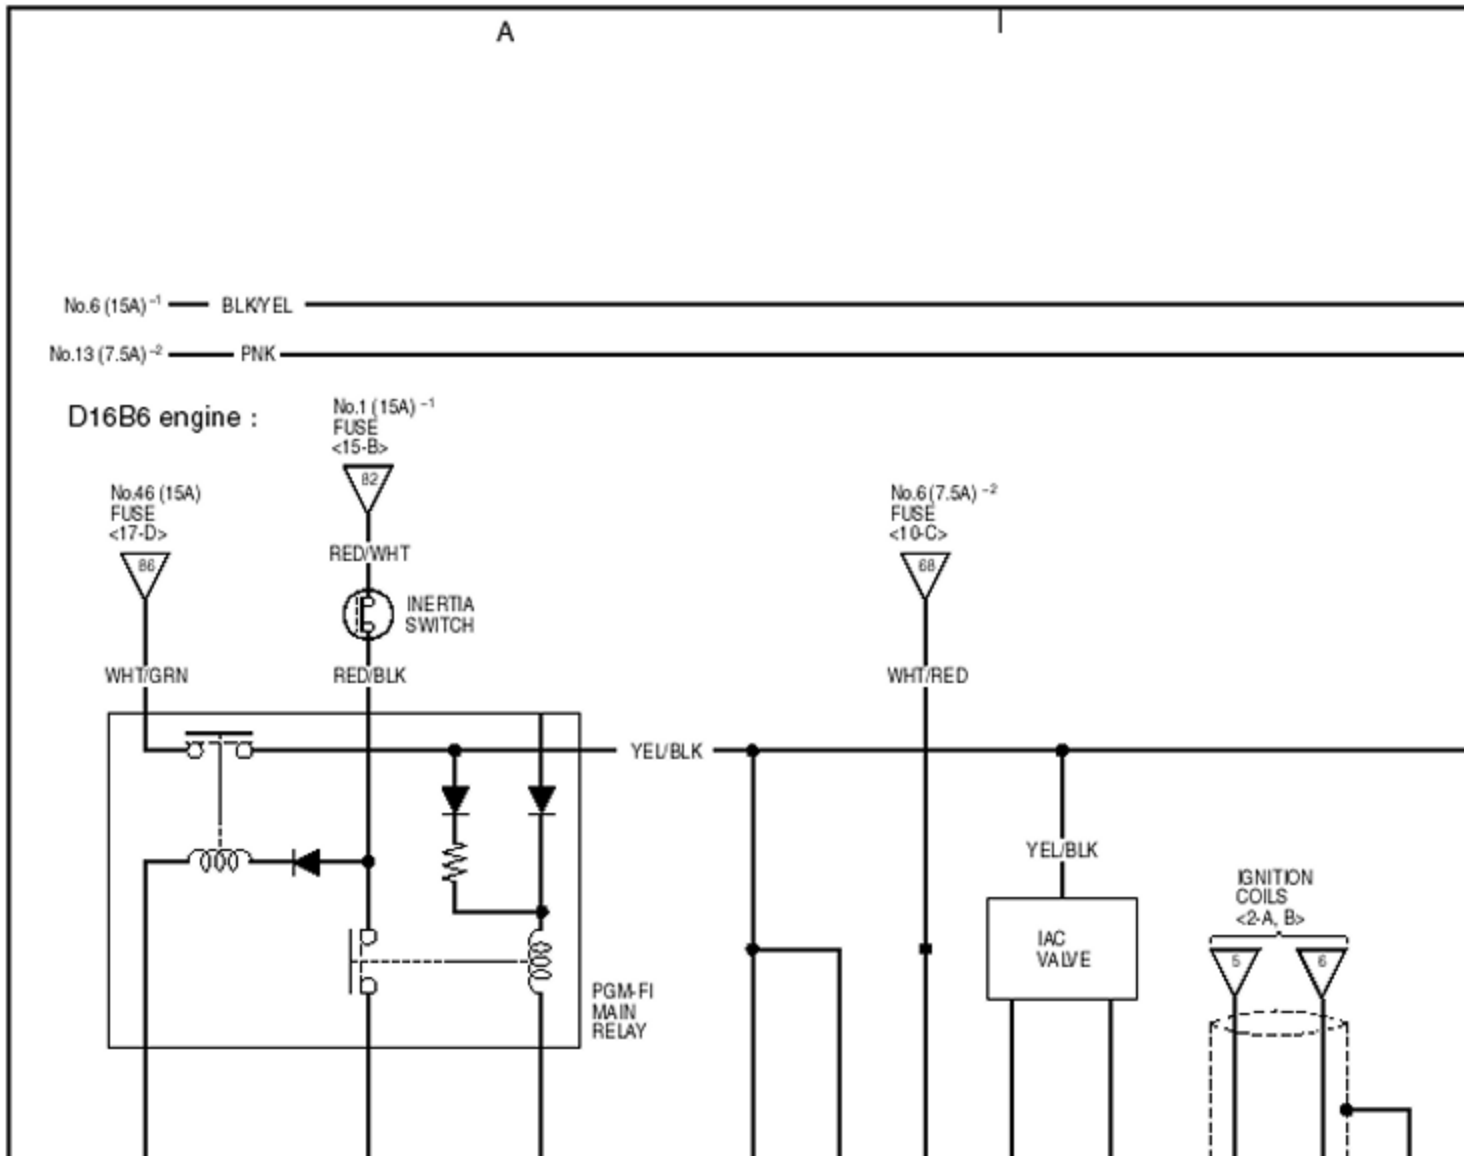 A
No.6 (15A) –1 BLK/YEL
No.13 (7.5A) –2 PNK
D16B6 engine :
No.1 (15A) –1
FUSE
<15-B>
82
No.46 (15A)
FUSE
<17-D>
86
No.6 (7.5A) –2
FUSE
<10-C>
68
RED/WHT
INERTIA
SWITCH
WHT/GRN
RED/BLK
WHT/RED
YEL/BLK
YEL/BLK
IGNITION
COILS
<2-A, B>
5
6
IAC
VALVE
PGM-FI
MAIN
RELAY